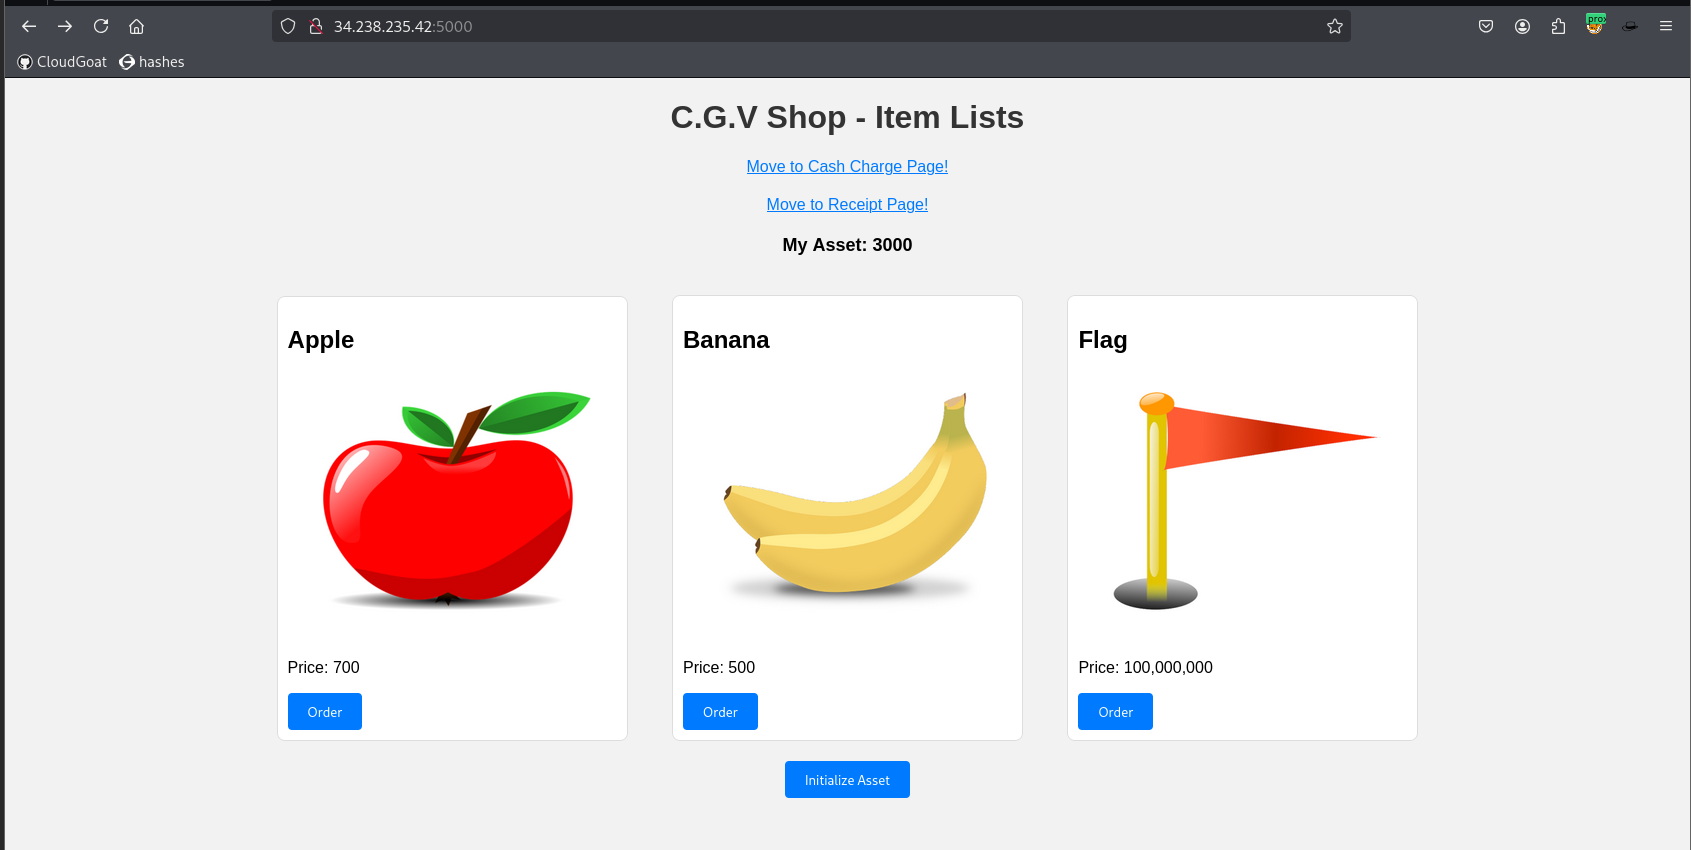 34.238.235.42:5000
prox
CloudGoat hashes
C.G.V Shop - Item Lists
Move to Cash Charge Page!
Move to Receipt Page!
My Asset: 3000
Apple
Price: 700
Order
Banana
Price: 500
Order
Flag
Price: 100,000,000
Order
Initialize Asset